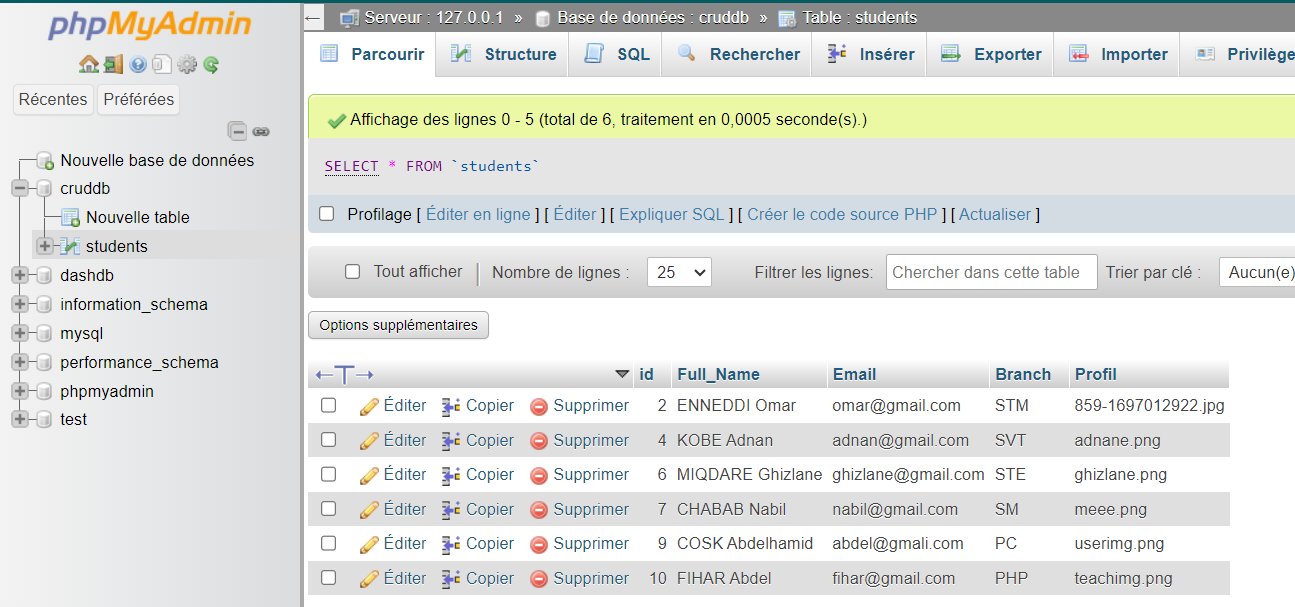 phpMyAdmin
Récentes Préférées
Nouvelle base de données
cruddb
Nouvelle table
students
dashdb
information_schema
mysql
performance_schema
phpmyadmin
test
Serveur : 127.0.0.1 » Base de données : cruddb » Table : students
Parcourir Structure SQL Rechercher Insérer Exporter Importer Privilège
Affichage des lignes 0 - 5 (total de 6, traitement en 0,0005 seconde(s).)
SELECT * FROM `students`
Profilage [ Éditer en ligne ] [ Éditer ] [ Expliquer SQL ] [ Créer le code source PHP ] [ Actualiser ]
Tout afficher Nombre de lignes : 25 Filtrer les lignes: Chercher dans cette table Trier par clé : Aucun(e)
Options supplémentaires
id Full_Name Email Branch Profil
Éditer Copier Supprimer 2 ENNEDDI Omar omar@gmail.com STM 859-1697012922.jpg
Éditer Copier Supprimer 4 KOBE Adnan adnan@gmail.com SVT adnane.png
Éditer Copier Supprimer 6 MIQDARE Ghizlane ghizlane@gmail.com STE ghizlane.png
Éditer Copier Supprimer 7 CHABAB Nabil nabil@gmail.com SM meee.png
Éditer Copier Supprimer 9 COSK Abdelhamid abdel@gmali.com PC userimg.png
Éditer Copier Supprimer 10 FIHAR Abdel fihar@gmail.com PHP teachimg.png